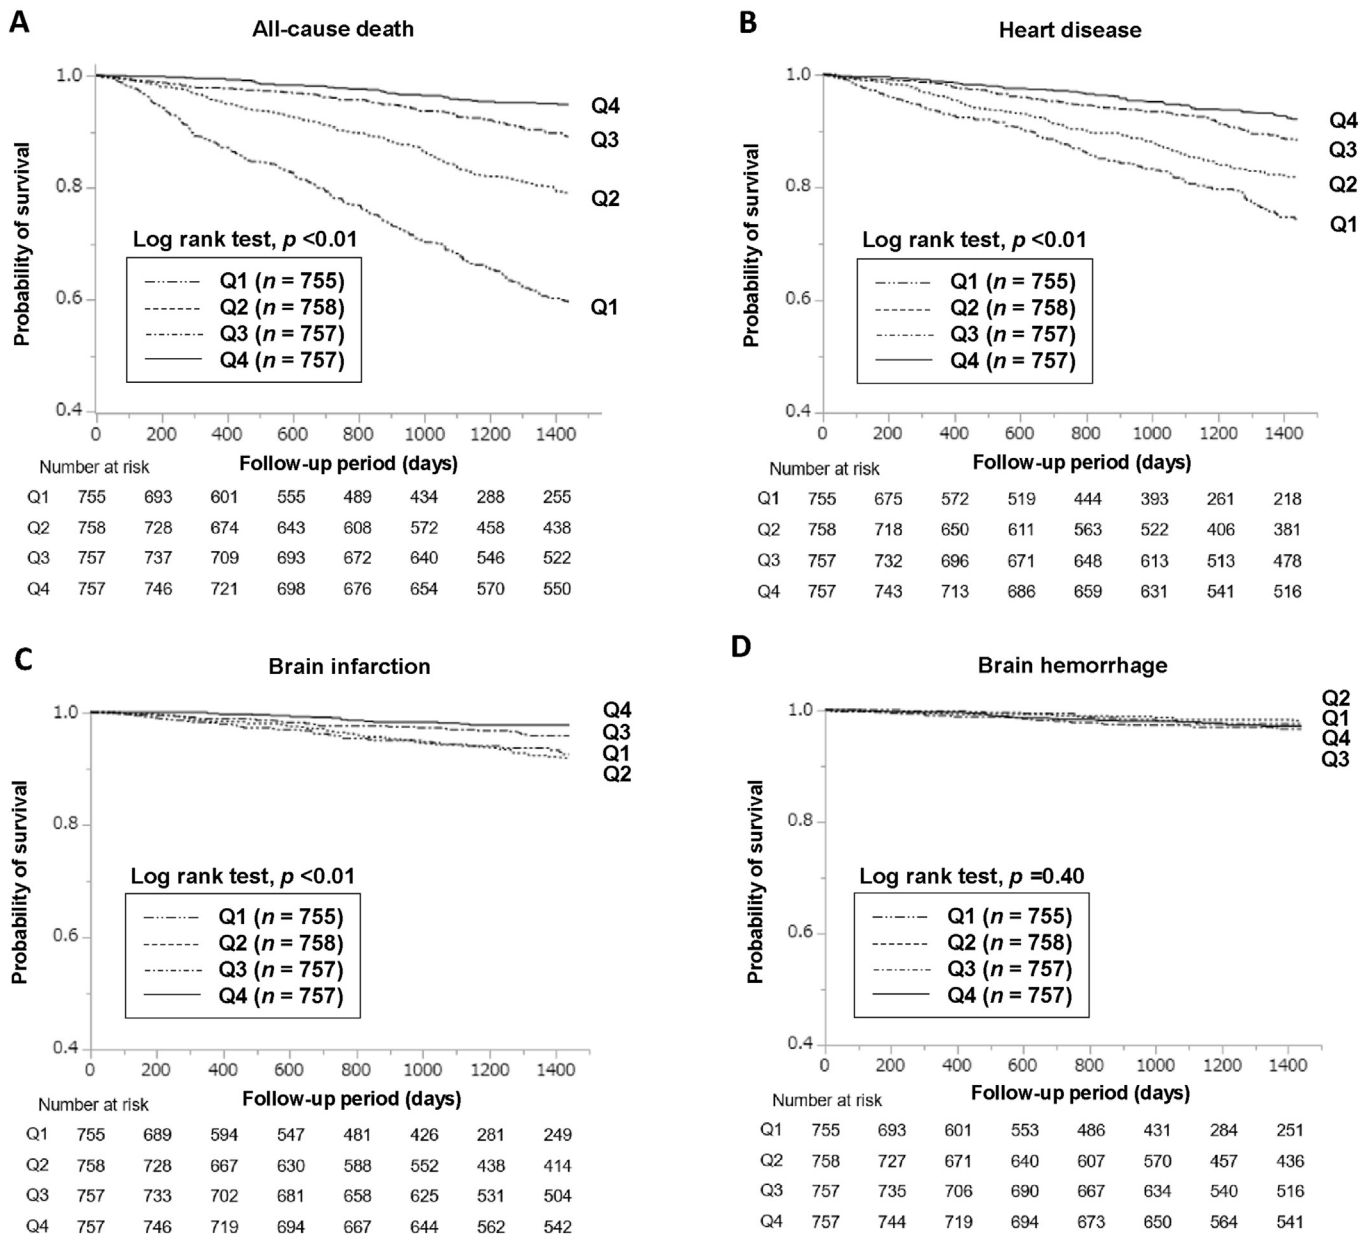 A
All-cause death
1.0
0.8
0.6
0.4
Probability of survival
Q4
Q3
Q2
Q1
Log rank test, p <0.01
Q1 (n = 755)
Q2 (n = 758)
Q3 (n = 757)
Q4 (n = 757)
0 200 400 600 800 1000 1200 1400
Number at risk
Follow-up period (days)
Q1 755 693 601 555 489 434 288 255
Q2 758 728 674 643 608 572 458 438
Q3 757 737 709 693 672 640 546 522
Q4 757 746 721 698 676 654 570 550
B
Heart disease
1.0
0.8
0.6
0.4
Probability of survival
Q4
Q3
Q2
Q1
Log rank test, p <0.01
Q1 (n = 755)
Q2 (n = 758)
Q3 (n = 757)
Q4 (n = 757)
0 200 400 600 800 1000 1200 1400
Number at risk
Follow-up period (days)
Q1 755 675 572 519 444 393 261 218
Q2 758 718 650 611 563 522 406 381
Q3 757 732 696 671 648 613 513 478
Q4 757 743 713 686 659 631 541 516
C
Brain infarction
1.0
0.8
0.6
0.4
Probability of survival
Q4
Q3
Q1
Q2
Log rank test, p <0.01
Q1 (n = 755)
Q2 (n = 758)
Q3 (n = 757)
Q4 (n = 757)
0 200 400 600 800 1000 1200 1400
Number at risk
Follow-up period (days)
Q1 755 689 594 547 481 426 281 249
Q2 758 728 667 630 588 552 438 414
Q3 757 733 702 681 658 625 531 504
Q4 757 746 719 694 667 644 562 542
D
Brain hemorrhage
1.0
0.8
0.6
0.4
Probability of survival
Q2
Q1
Q4
Q3
Log rank test, p =0.40
Q1 (n = 755)
Q2 (n = 758)
Q3 (n = 757)
Q4 (n = 757)
0 200 400 600 800 1000 1200 1400
Number at risk
Follow-up period (days)
Q1 755 693 601 553 486 431 284 251
Q2 758 727 671 640 607 570 457 436
Q3 757 735 706 690 667 634 540 516
Q4 757 744 719 694 673 650 564 541